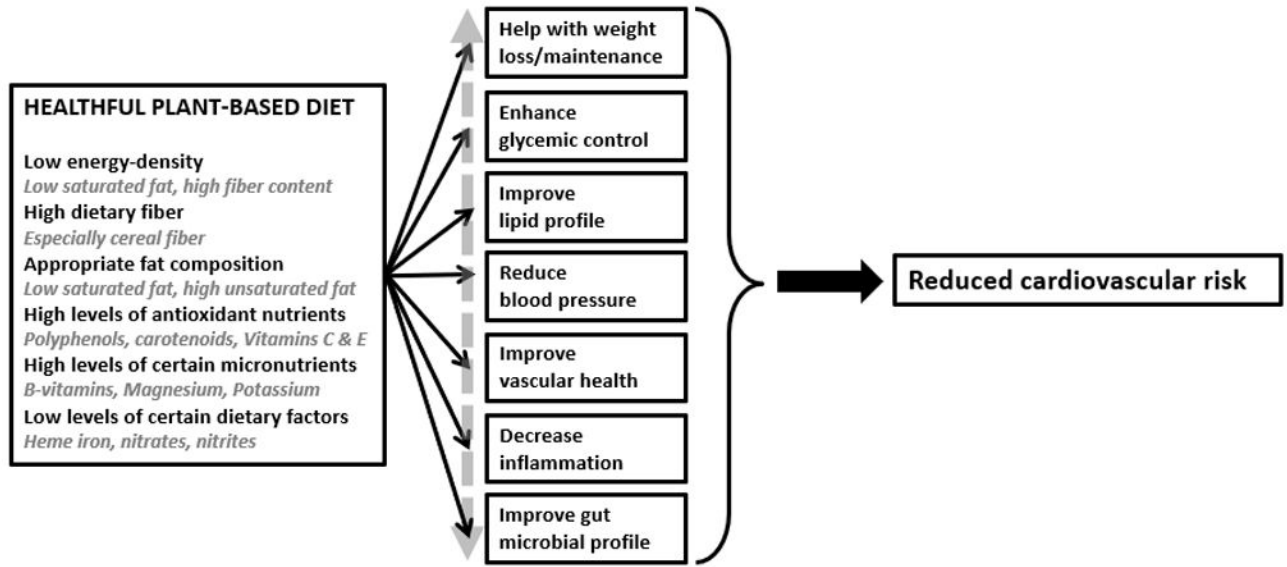 HEALTHFUL PLANT-BASED DIET
Low energy-density
Low saturated fat, high fiber content
High dietary fiber
Especially cereal fiber
Appropriate fat composition
Low saturated fat, high unsaturated fat
High levels of antioxidant nutrients
Polyphenols, carotenoids, Vitamins C & E
High levels of certain micronutrients
B-vitamins, Magnesium, Potassium
Low levels of certain dietary factors
Heme iron, nitrates, nitrites
Help with weight
loss/maintenance
Enhance
glycemic control
Improve
lipid profile
Reduce
blood pressure
Improve
vascular health
Decrease
inflammation
Improve gut
microbial profile
Reduced cardiovascular risk